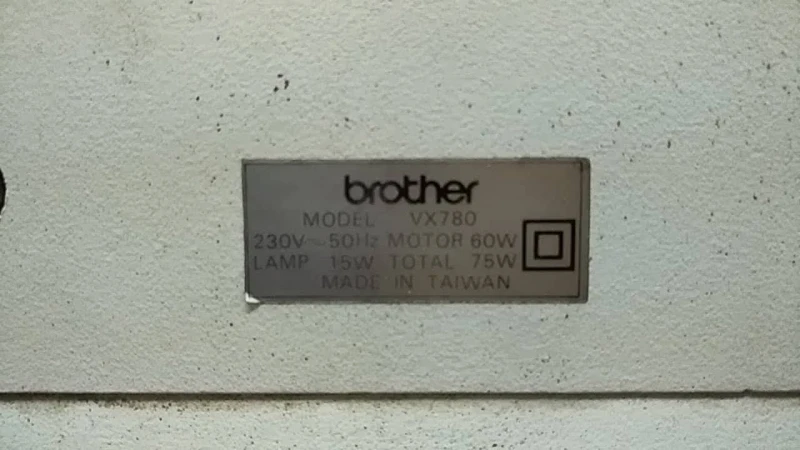 brother
MODEL VX780
230V~50Hz MOTOR 60W
LAMP 15W TOTAL 75W
MADE IN TAIWAN